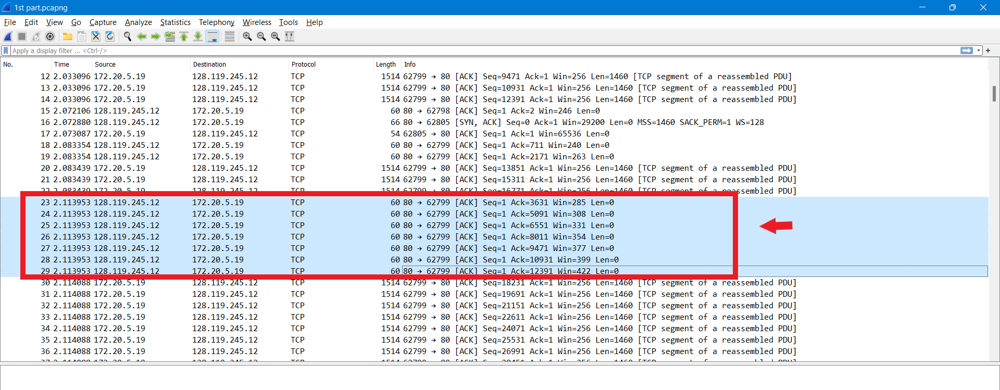 1st part.pcapng
File Edit View Go Capture Analyze Statistics Telephony Wireless Tools Help
Apply a display filter ... <Ctrl-/>
No. Time Source Destination Protocol Length Info
12 2.033096 172.20.5.19 128.119.245.12 TCP 1514 62799 → 80 [ACK] Seq=9471 Ack=1 Win=256 Len=1460 [TCP segment of a reassembled PDU]
13 2.033096 172.20.5.19 128.119.245.12 TCP 1514 62799 → 80 [ACK] Seq=10931 Ack=1 Win=256 Len=1460 [TCP segment of a reassembled PDU]
14 2.033096 172.20.5.19 128.119.245.12 TCP 1514 62799 → 80 [ACK] Seq=12391 Ack=1 Win=256 Len=1460 [TCP segment of a reassembled PDU]
15 2.072106 128.119.245.12 172.20.5.19 TCP 60 80 → 62798 [ACK] Seq=1 Ack=2 Win=246 Len=0
16 2.072880 128.119.245.12 172.20.5.19 TCP 66 80 → 62805 [SYN, ACK] Seq=0 Ack=1 Win=29200 Len=0 MSS=1460 SACK_PERM=1 WS=128
17 2.073087 172.20.5.19 128.119.245.12 TCP 54 62805 → 80 [ACK] Seq=1 Ack=1 Win=65536 Len=0
18 2.083354 128.119.245.12 172.20.5.19 TCP 60 80 → 62799 [ACK] Seq=1 Ack=711 Win=240 Len=0
19 2.083354 128.119.245.12 172.20.5.19 TCP 60 80 → 62799 [ACK] Seq=1 Ack=2171 Win=263 Len=0
20 2.083439 172.20.5.19 128.119.245.12 TCP 1514 62799 → 80 [ACK] Seq=13851 Ack=1 Win=256 Len=1460 [TCP segment of a reassembled PDU]
21 2.083439 172.20.5.19 128.119.245.12 TCP 1514 62799 → 80 [ACK] Seq=15311 Ack=1 Win=256 Len=1460 [TCP segment of a reassembled PDU]
22 2.083439 172.20.5.19 128.119.245.12 TCP 1514 62799 → 80 [ACK] Seq=16771 Ack=1 Win=256 Len=1460 [TCP segment of a reassembled PDU]
23 2.113953 128.119.245.12 172.20.5.19 TCP 60 80 → 62799 [ACK] Seq=1 Ack=3631 Win=285 Len=0
24 2.113953 128.119.245.12 172.20.5.19 TCP 60 80 → 62799 [ACK] Seq=1 Ack=5091 Win=308 Len=0
25 2.113953 128.119.245.12 172.20.5.19 TCP 60 80 → 62799 [ACK] Seq=1 Ack=6551 Win=331 Len=0
26 2.113953 128.119.245.12 172.20.5.19 TCP 60 80 → 62799 [ACK] Seq=1 Ack=8011 Win=354 Len=0
27 2.113953 128.119.245.12 172.20.5.19 TCP 60 80 → 62799 [ACK] Seq=1 Ack=9471 Win=377 Len=0
28 2.113953 128.119.245.12 172.20.5.19 TCP 60 80 → 62799 [ACK] Seq=1 Ack=10931 Win=399 Len=0
29 2.113953 128.119.245.12 172.20.5.19 TCP 60 80 → 62799 [ACK] Seq=1 Ack=12391 Win=422 Len=0
30 2.114088 172.20.5.19 128.119.245.12 TCP 1514 62799 → 80 [ACK] Seq=18231 Ack=1 Win=256 Len=1460 [TCP segment of a reassembled PDU]
31 2.114088 172.20.5.19 128.119.245.12 TCP 1514 62799 → 80 [ACK] Seq=19691 Ack=1 Win=256 Len=1460 [TCP segment of a reassembled PDU]
32 2.114088 172.20.5.19 128.119.245.12 TCP 1514 62799 → 80 [ACK] Seq=21151 Ack=1 Win=256 Len=1460 [TCP segment of a reassembled PDU]
33 2.114088 172.20.5.19 128.119.245.12 TCP 1514 62799 → 80 [ACK] Seq=22611 Ack=1 Win=256 Len=1460 [TCP segment of a reassembled PDU]
34 2.114088 172.20.5.19 128.119.245.12 TCP 1514 62799 → 80 [ACK] Seq=24071 Ack=1 Win=256 Len=1460 [TCP segment of a reassembled PDU]
35 2.114088 172.20.5.19 128.119.245.12 TCP 1514 62799 → 80 [ACK] Seq=25531 Ack=1 Win=256 Len=1460 [TCP segment of a reassembled PDU]
36 2.114088 172.20.5.19 128.119.245.12 TCP 1514 62799 → 80 [ACK] Seq=26991 Ack=1 Win=256 Len=1460 [TCP segment of a reassembled PDU]